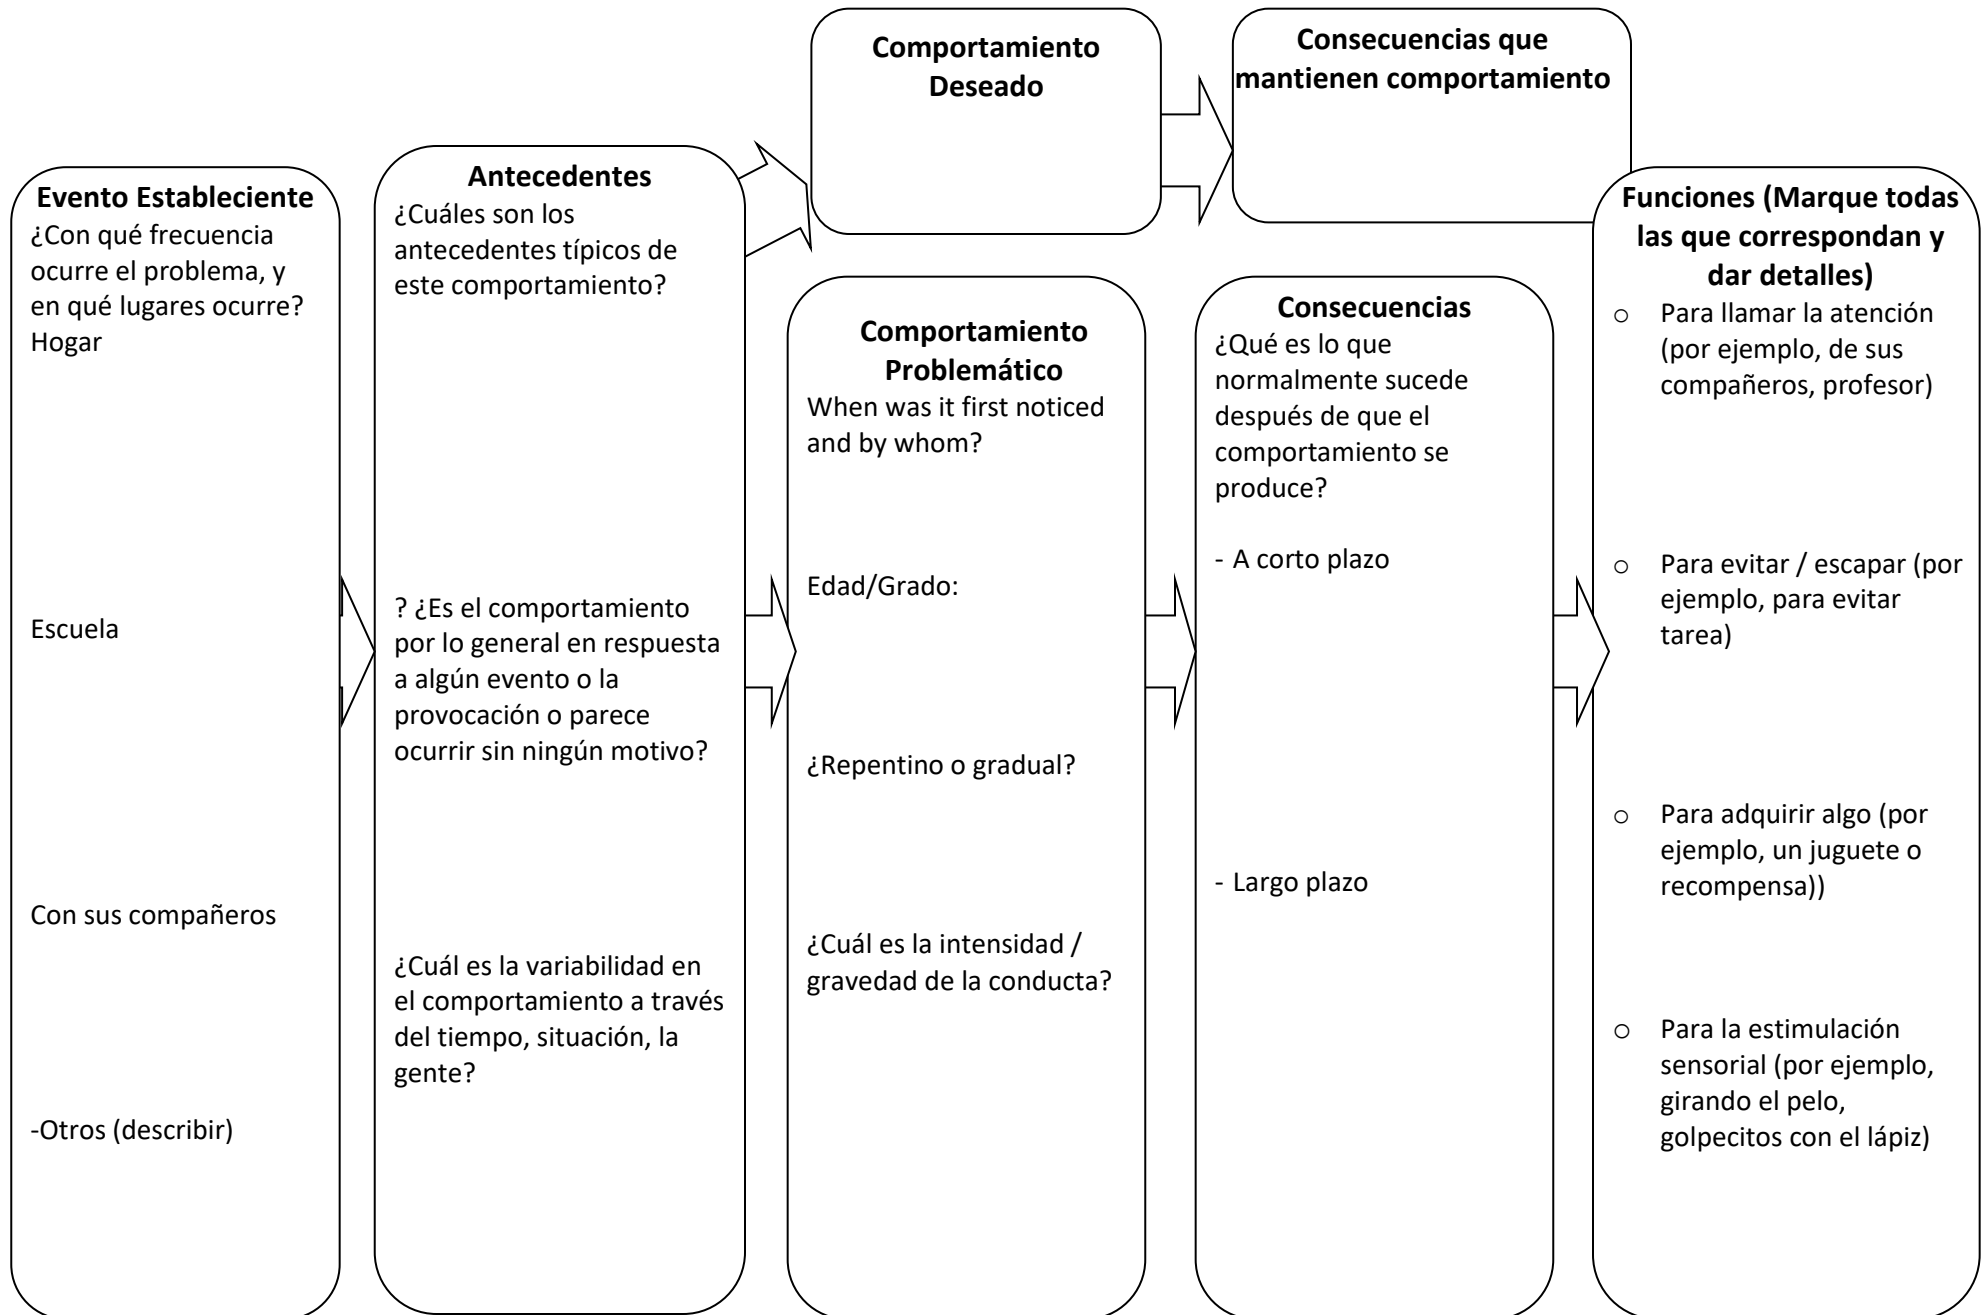 Comportamiento
Deseado
Consecuencias que
mantienen comportamiento
Evento Estableciente
¿Con qué frecuencia
ocurre el problema, y
en qué lugares ocurre?
Hogar
Escuela
Con sus compañeros
-Otros (describir)
Antecedentes
¿Cuáles son los
antecedentes típicos de
este comportamiento?
? ¿Es el comportamiento
por lo general en respuesta
a algún evento o la
provocación o parece
ocurrir sin ningún motivo?
¿Cuál es la variabilidad en
el comportamiento a través
del tiempo, situación, la
gente?
Comportamiento
Problemático
When was it first noticed
and by whom?
Edad/Grado:
¿Repentino o gradual?
¿Cuál es la intensidad /
gravedad de la conducta?
Consecuencias
¿Qué es lo que
normalmente sucede
después de que el
comportamiento se
produce?
- A corto plazo
- Largo plazo
Funciones (Marque todas
las que correspondan y
dar detalles)
o Para llamar la atención
(por ejemplo, de sus
compañeros, profesor)
o Para evitar / escapar (por
ejemplo, para evitar
tarea)
o Para adquirir algo (por
ejemplo, un juguete o
recompensa))
o Para la estimulación
sensorial (por ejemplo,
girando el pelo,
golpecitos con el lápiz)